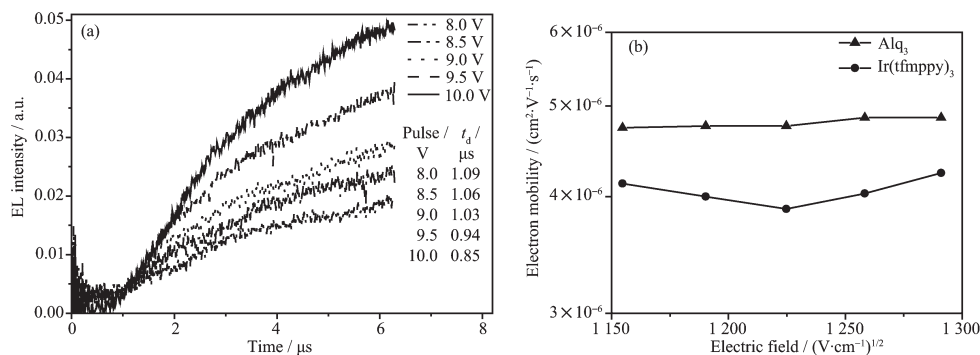 (a)
8.0 V
8.5 V
9.0 V
9.5 V
10.0 V
Pulse / t_d /
V μs
8.0 1.09
8.5 1.06
9.0 1.03
9.5 0.94
10.0 0.85
0.05
0.04
0.03
0.02
0.01
0.00
EL intensity / a.u.
0 2 4 6 8
Time / μs
(b)
Alq₃
Ir(tfmppy)₃
6×10⁻⁶
5×10⁻⁶
4×10⁻⁶
3×10⁻⁶
Electron mobility / (cm²·V⁻¹·s⁻¹)
1 150 1 200 1 250 1 300
Electric field / (V·cm⁻¹)^1/2